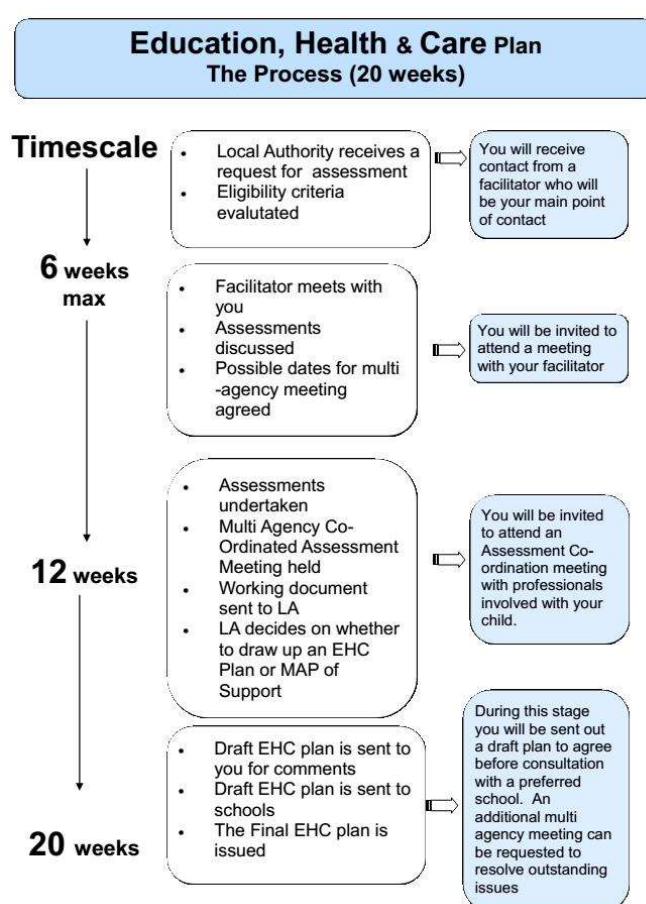 Education, Health & Care Plan
The Process (20 weeks)
Timescale
• Local Authority receives a
request for assessment
• Eligibility criteria
evalutated
You will receive
contact from a
facilitator who will
be your main point
of contact
6 weeks
max
• Facilitator meets with
you
• Assessments
discussed
• Possible dates for multi
-agency meeting
agreed
You will be invited to
attend a meeting
with your facilitator
12 weeks
• Assessments
undertaken
• Multi Agency Co-
Ordinated Assessment
Meeting held
• Working document
sent to LA
• LA decides on whether
to draw up an EHC
Plan or MAP of
Support
You will be invited
to attend an
Assessment Co-
ordination meeting
with professionals
involved with your
child.
20 weeks
• Draft EHC plan is sent to
you for comments
• Draft EHC plan is sent to
schools
• The Final EHC plan is
issued
During this stage
you will be sent out
a draft plan to agree
before consultation
with a preferred
school. An
additional multi
agency meeting can
be requested to
resolve outstanding
issues